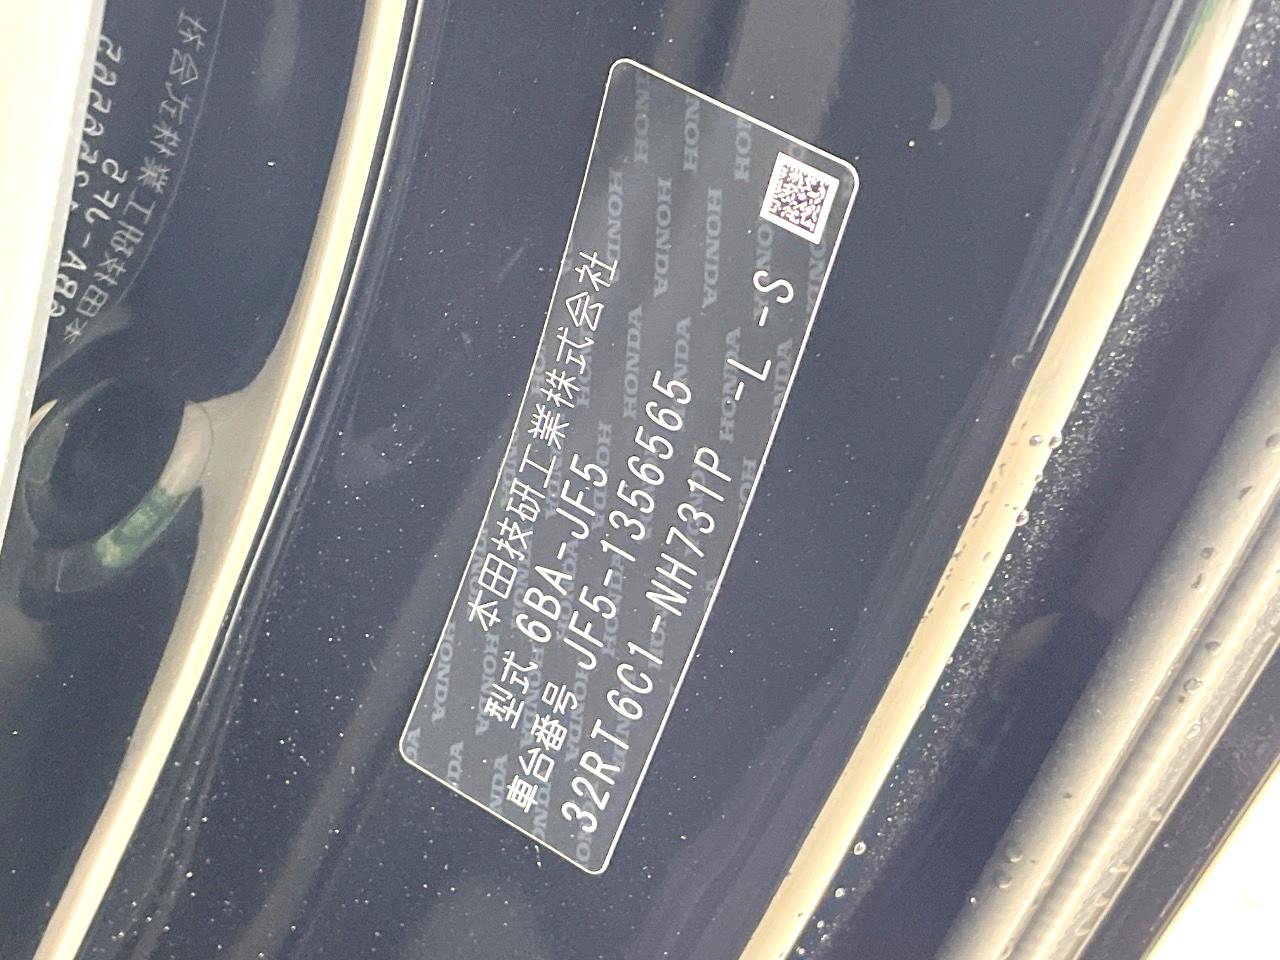 本田技研工業株式会社
型式 6BA-JF5
車台番号 JF5-1356565
32RT6C1-NH731P -L -S